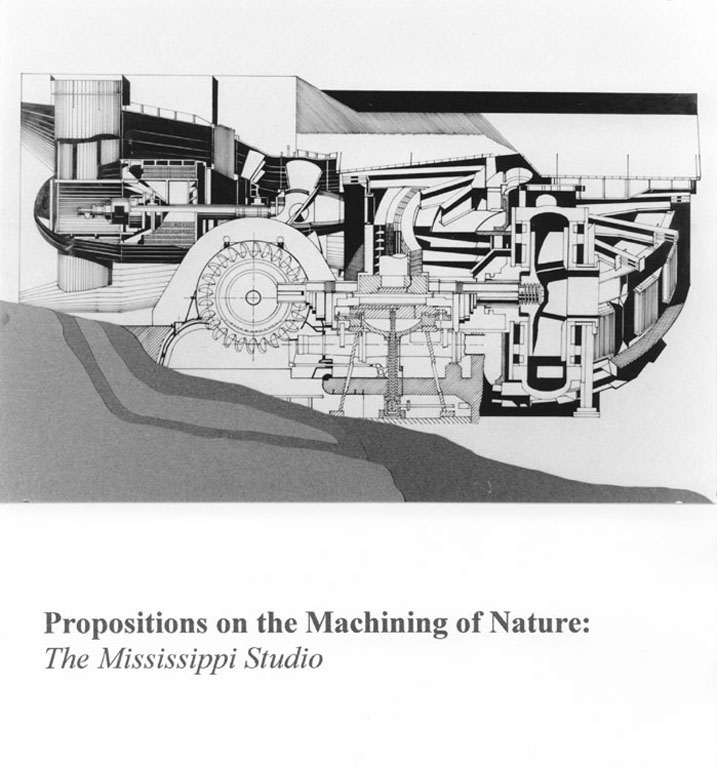 Propositions on the Machining of Nature:
The Mississippi Studio